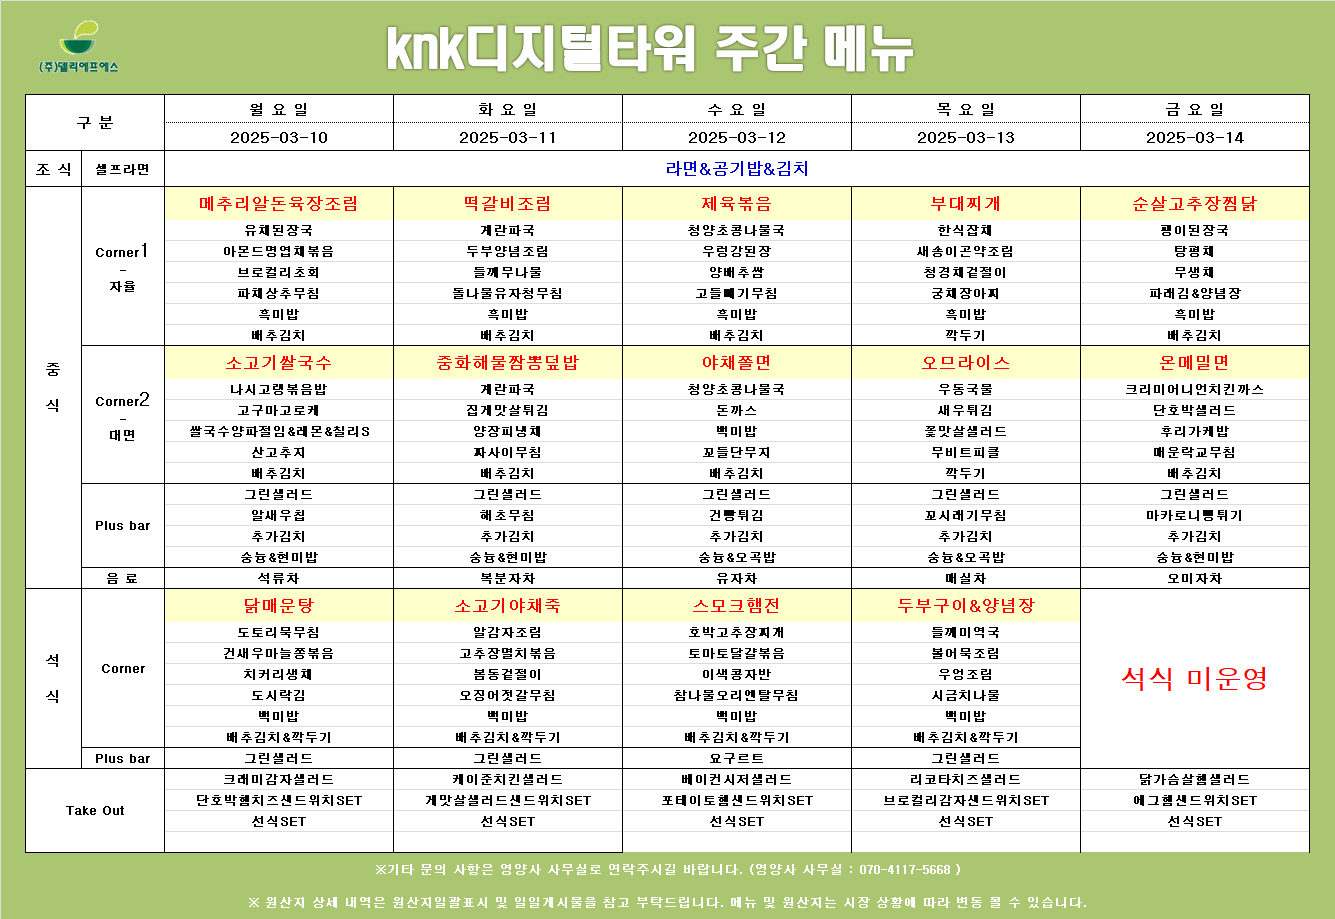 (주)델리에프에스
knk디지털타워 주간 메뉴
구 분 월 요 일 화 요 일 수 요 일 목 요 일 금 요 일
2025-03-10 2025-03-11 2025-03-12 2025-03-13 2025-03-14
조 식 셀프라면 라면&공기밥&김치
중 식
Corner1 - 자율
메추리알돈육장조림 떡갈비조림 제육볶음 부대찌개 순살고추장찜닭
유채된장국 계란파국 청양초콩나물국 한식잡채 팽이된장국
아몬드명엽채볶음 두부양념조림 우렁강된장 새송이곤약조림 탕평채
브로컬리초회 들깨무나물 양배추쌈 청경채겉절이 무생채
파채상추무침 돌나물유자청무침 고들빼기무침 궁채장아찌 파래김&양념장
흑미밥 흑미밥 흑미밥 흑미밥 흑미밥
배추김치 배추김치 배추김치 깍두기 배추김치
Corner2 - 대면
소고기쌀국수 중화해물짬뽕덮밥 야채쫄면 오므라이스 온메밀면
나시고랭볶음밥 계란파국 청양초콩나물국 우동국물 크리미어니언치킨까스
고구마고로케 집게맛살튀김 돈까스 새우튀김 단호박샐러드
쌀국수양파절임&레몬&칠리S 양장피냉채 백미밥 꽃맛살샐러드 후리가케밥
산고추지 짜사이무침 꼬들단무지 무비트피클 매운락교무침
배추김치 배추김치 배추김치 깍두기 배추김치
Plus bar
그린샐러드 그린샐러드 그린샐러드 그린샐러드 그린샐러드
알새우칩 해초무침 건빵튀김 꼬시래기무침 마카로니뻥튀기
추가김치 추가김치 추가김치 추가김치 추가김치
숭늉&현미밥 숭늉&현미밥 숭늉&오곡밥 숭늉&오곡밥 숭늉&현미밥
음 료 석류차 복분자차 유자차 매실차 오미자차
석 식
Corner
닭매운탕 소고기야채죽 스모크햄전 두부구이&양념장
도토리묵무침 알감자조림 호박고추장찌개 들깨미역국
건새우마늘쫑볶음 고추장멸치볶음 토마토달걀볶음 볼어묵조림
치커리생채 봄동겉절이 이색콩자반 우엉조림
도시락김 오징어젓갈무침 참나물오리엔탈무침 시금치나물
백미밥 백미밥 백미밥 백미밥
배추김치&깍두기 배추김치&깍두기 배추김치&깍두기 배추김치&깍두기
석식 미운영
Plus bar 그린샐러드 그린샐러드 요구르트 그린샐러드
Take Out
크래미감자샐러드 케이준치킨샐러드 베이컨시저샐러드 리코타치즈샐러드 닭가슴살햄샐러드
단호박햄치즈샌드위치SET 게맛살샐러드샌드위치SET 포테이토햄샌드위치SET 브로컬리감자샌드위치SET 에그햄샌드위치SET
선식SET 선식SET 선식SET 선식SET 선식SET
※기타 문의 사항은 영양사 사무실로 연락주시길 바랍니다. (영양사 사무실 : 070-4117-5668 )
※ 원산지 상세 내역은 원산지일괄표시 및 일일게시물을 참고 부탁드립니다. 메뉴 및 원산지는 시장 상황에 따라 변동 될 수 있습니다.